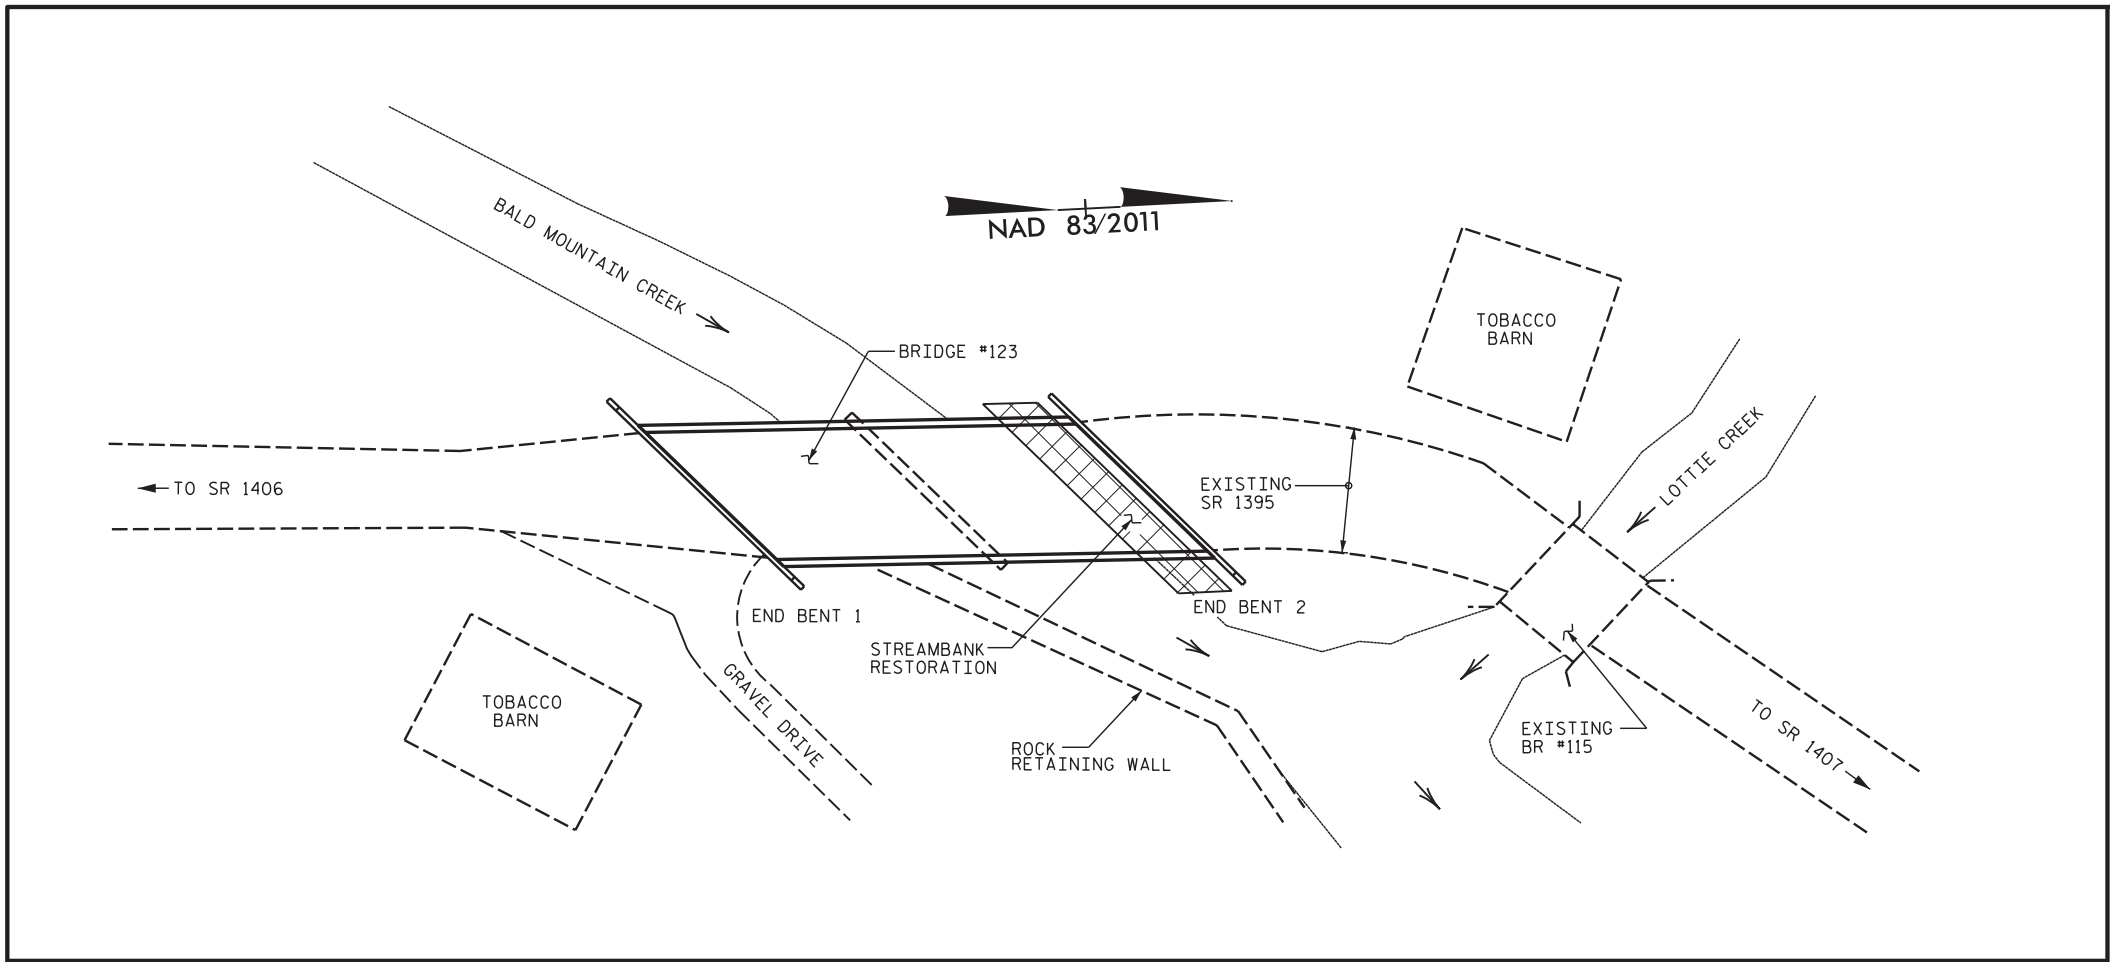 BALD MOUNTAIN CREEK
NAD 83/2011
TOBACCO
BARN
BRIDGE #123
LOTTIE CREEK
TO SR 1406
EXISTING
SR 1395
END BENT 1
END BENT 2
STREAMBANK
RESTORATION
GRAVEL DRIVE
TOBACCO
BARN
ROCK
RETAINING WALL
EXISTING
BR #115
TO SR 1407